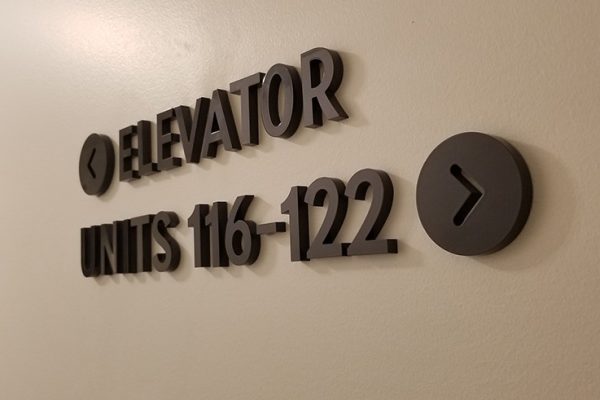 < ELEVATOR
UNITS 116-122 >